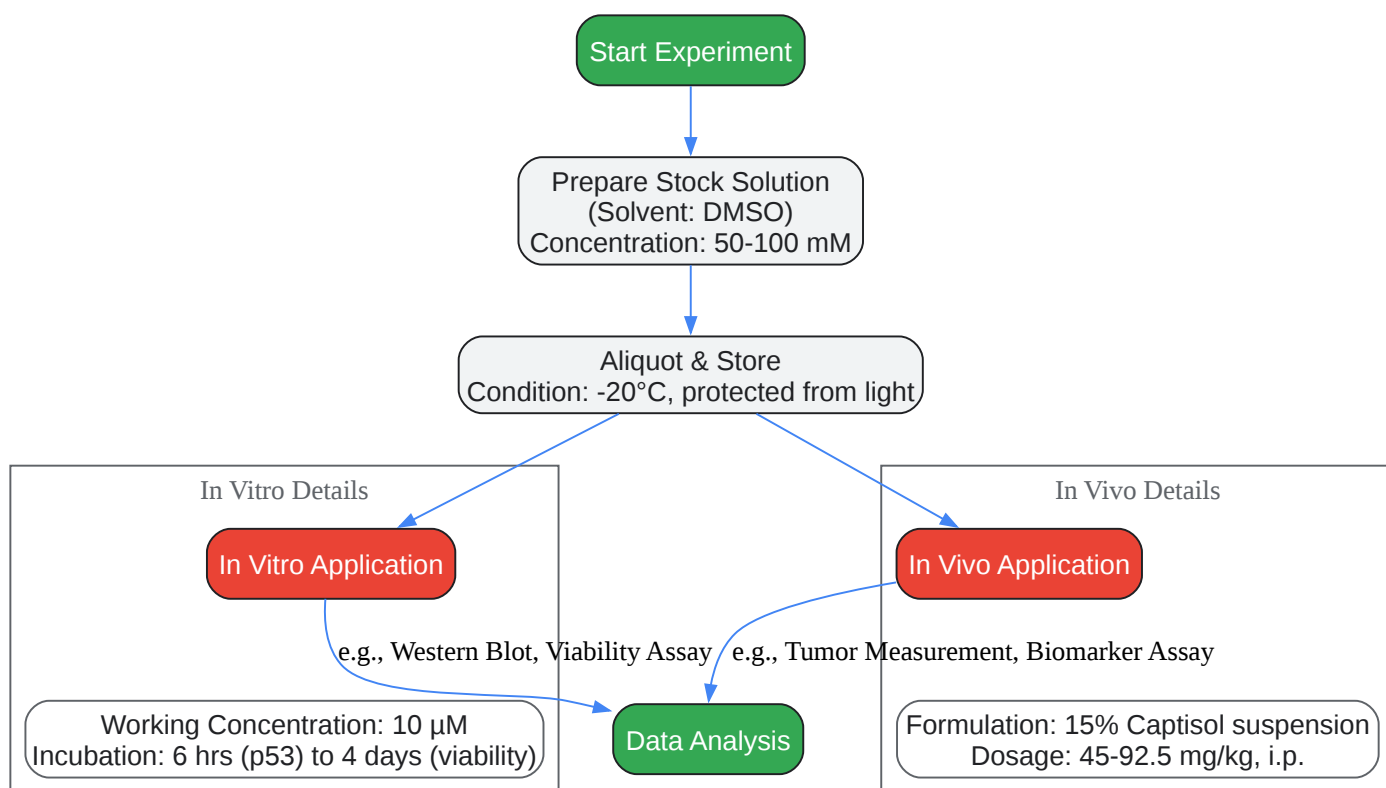 Start Experiment
Prepare Stock Solution
(Solvent: DMSO)
Concentration: 50-100 mM
Aliquot & Store
Condition: -20°C, protected from light
In Vitro Details
In Vivo Details
In Vitro Application
In Vivo Application
e.g., Western Blot, Viability Assay
e.g., Tumor Measurement, Biomarker Assay
Working Concentration: 10 µM
Incubation: 6 hrs (p53) to 4 days (viability)
Data Analysis
Formulation: 15% Captisol suspension
Dosage: 45-92.5 mg/kg, i.p.